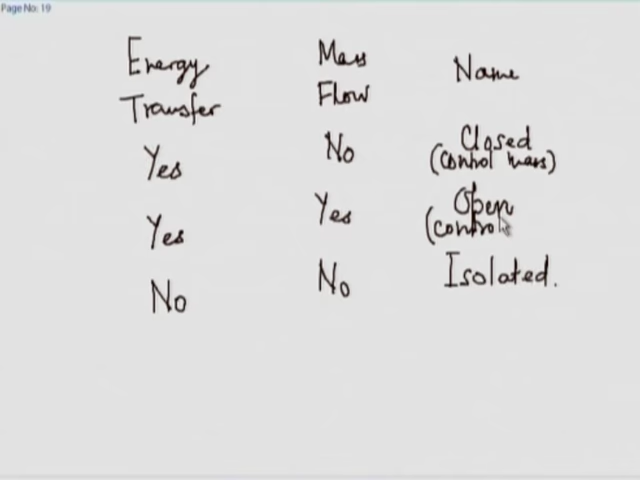 Page No: 19
Energy Transfer Mass Flow Name
Yes No Closed (control mass)
Yes Yes Open (control
No No Isolated.